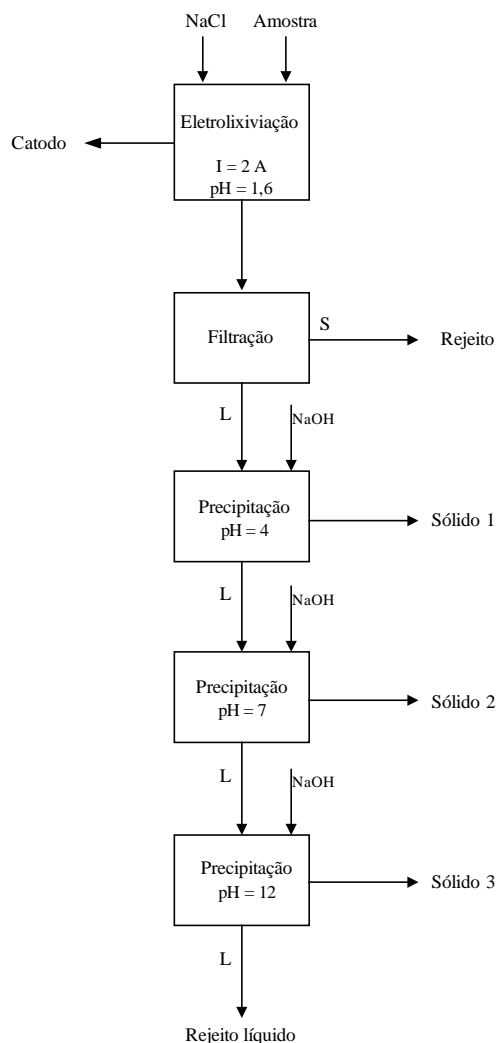 NaCl Amostra
Eletrolixiviação
Catodo
I = 2 A
pH = 1,6
S
Filtração
Rejeito
L
NaOH
Precipitação
pH = 4
Sólido 1
L
NaOH
Precipitação
pH = 7
Sólido 2
L
NaOH
Precipitação
pH = 12
Sólido 3
L
Rejeito líquido